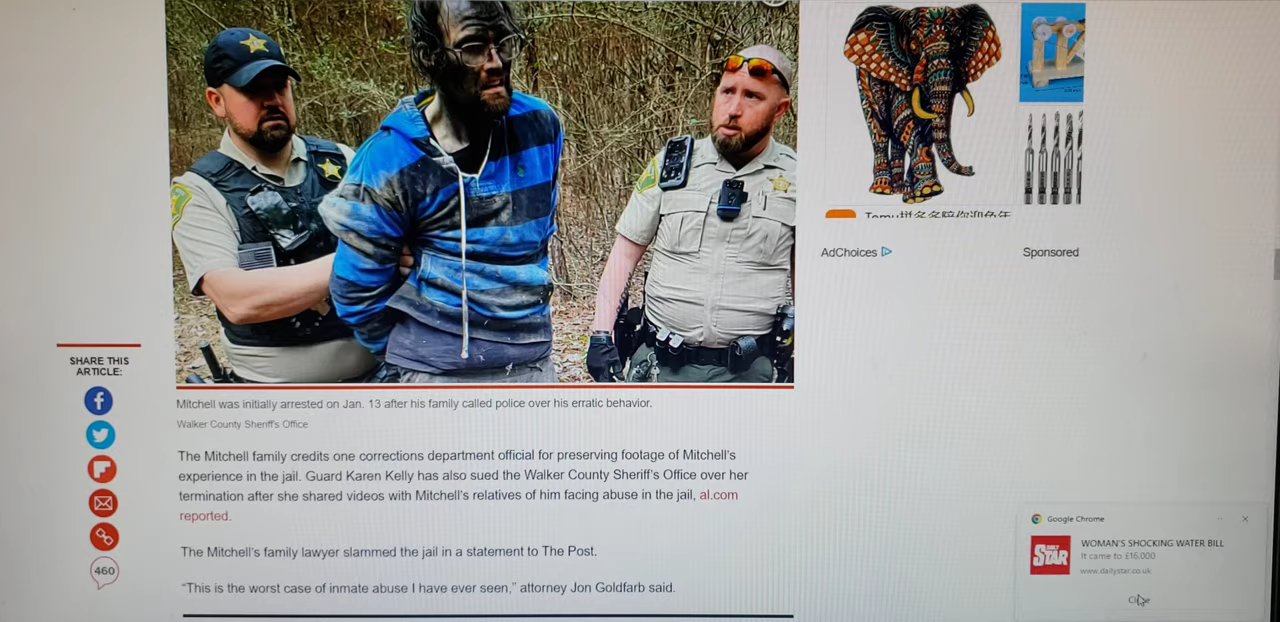 Mitchell was initially arrested on Jan. 13 after his family called police over his erratic behavior.
Walker County Sheriff's Office
The Mitchell family credits one corrections department official for preserving footage of Mitchell's
experience in the jail. Guard Karen Kelly has also sued the Walker County Sheriff's Office over her
termination after she shared videos with Mitchell's relatives of him facing abuse in the jail, al.com
reported.
The Mitchell's family lawyer slammed the jail in a statement to The Post.
“This is the worst case of inmate abuse I have ever seen,” attorney Jon Goldfarb said.
SHARE THIS
ARTICLE:
460
AdChoices
Sponsored
Google Chrome
DAILY
STAR
WOMAN'S SHOCKING WATER BILL
It came to £16,000
www.dailystar.co.uk